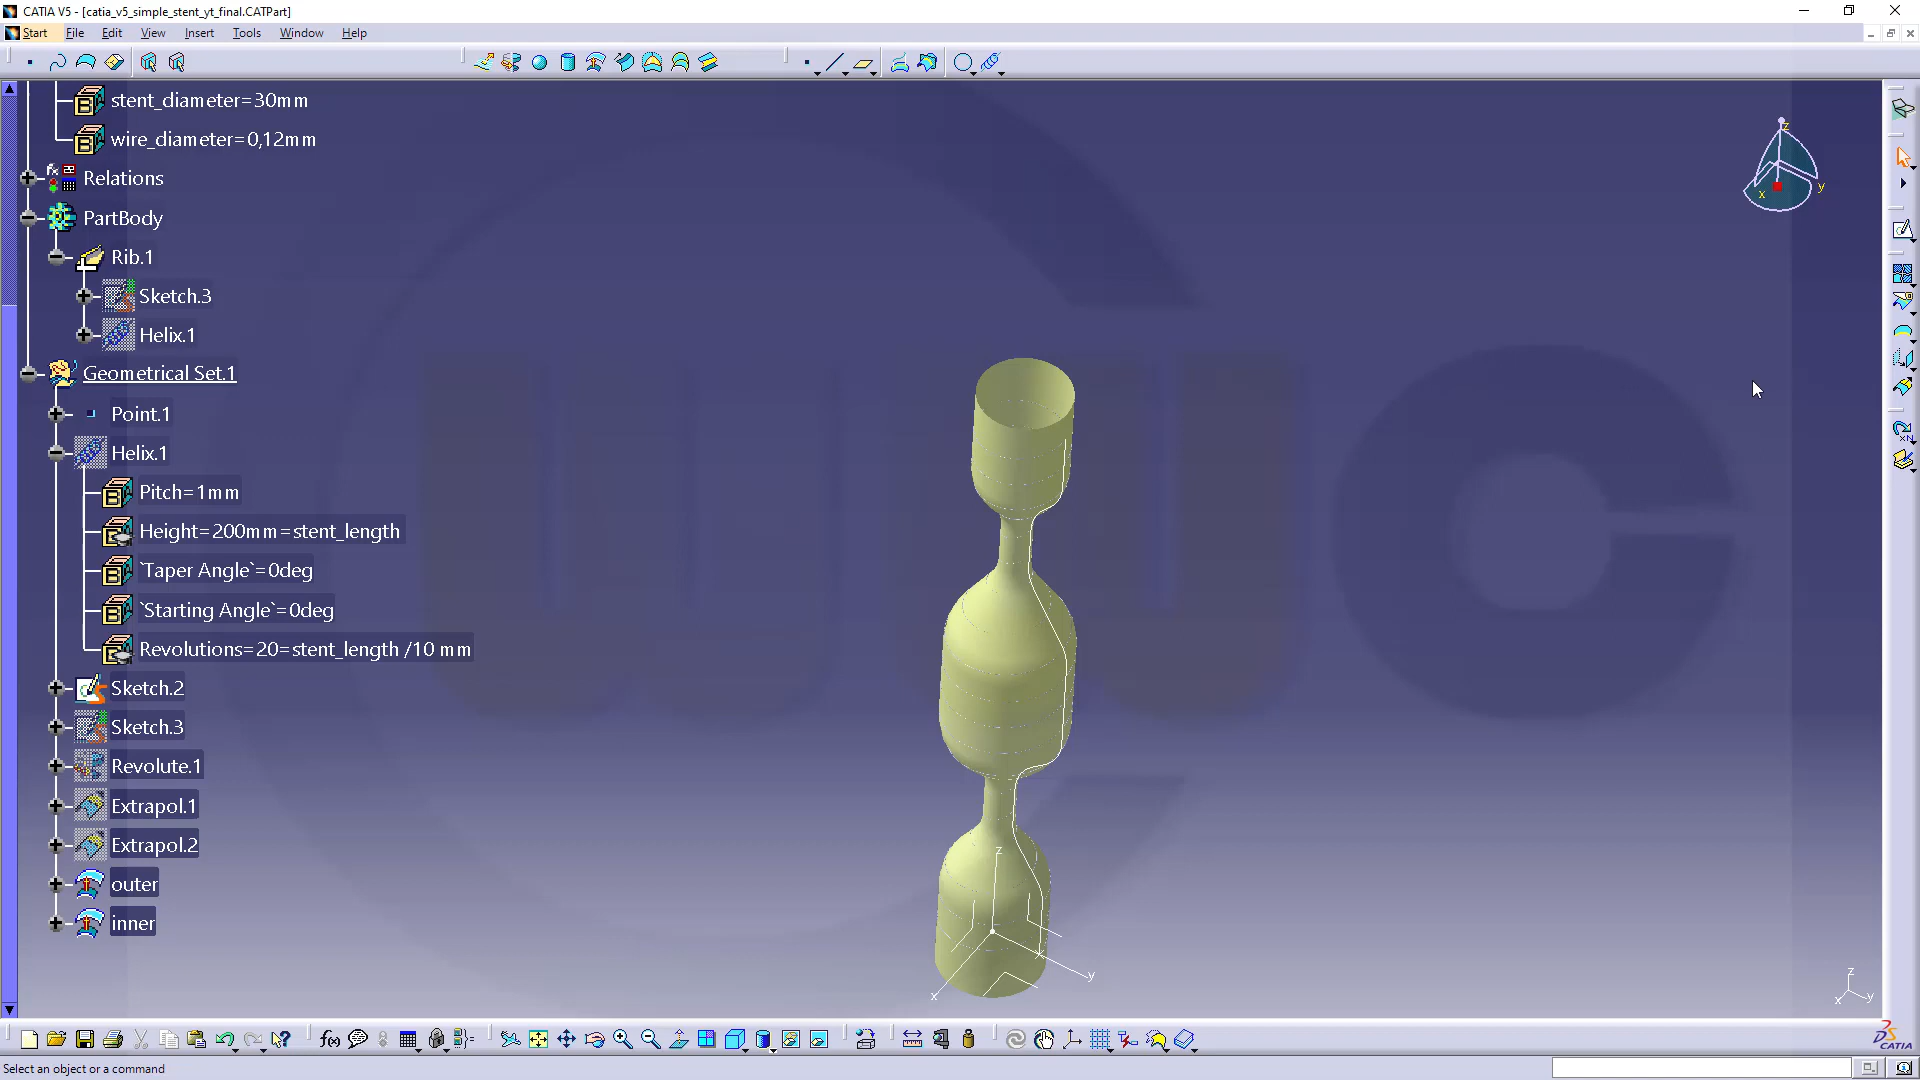 CATIA V5 - [catia_v5_simple_stent_yt_final.CATPart]
Start File Edit View Insert Tools Window Help
stent_diameter=30mm
wire_diameter=0,12mm
Relations
PartBody
Rib.1
Sketch.3
Helix.1
Geometrical Set.1
Point.1
Helix.1
Pitch=1mm
Height=200mm=stent_length
`Taper Angle`=0deg
`Starting Angle`=0deg
Revolutions=20=stent_length /10 mm
Sketch.2
Sketch.3
Revolute.1
Extrapol.1
Extrapol.2
outer
inner
z
x
y
z
x
y
z
x
y
CATIA
Select an object or a command